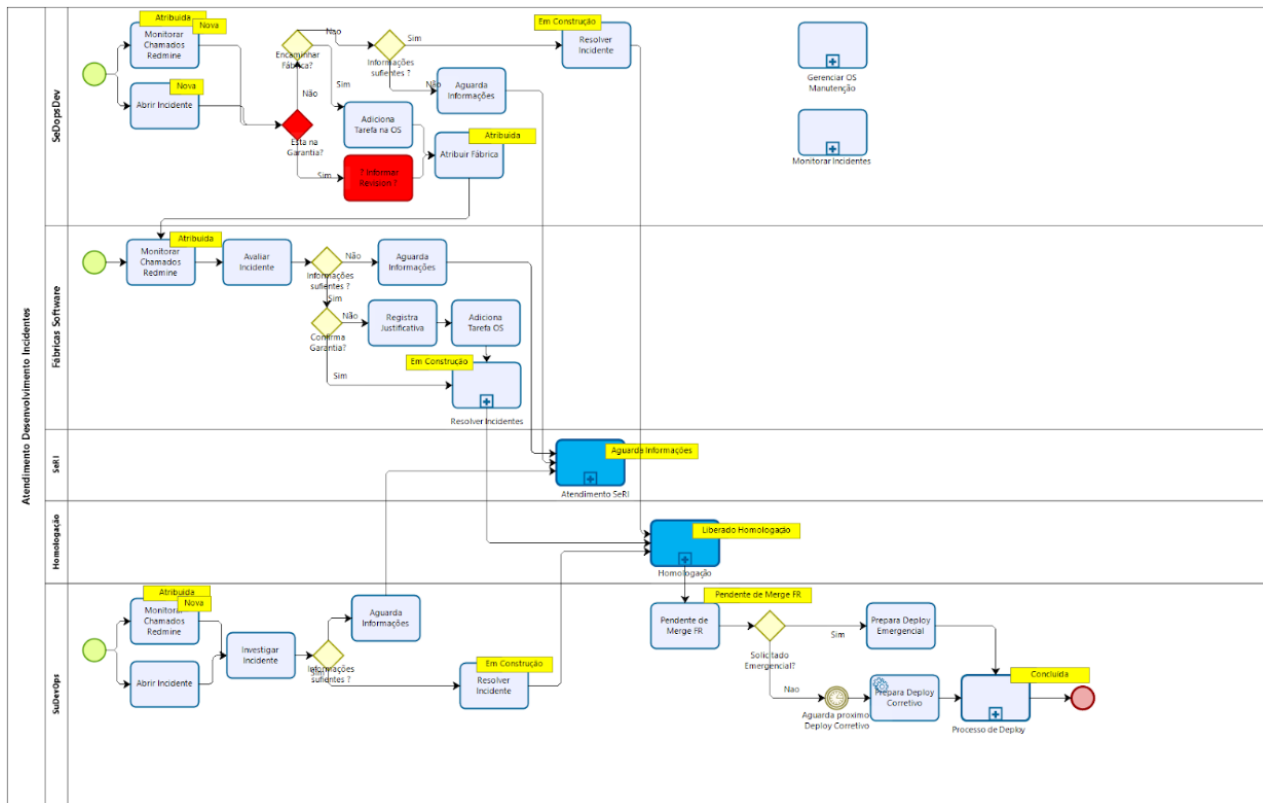 Atendimento Desenvolvimento Incidentes
SeDopsDev
Atribuida
Nova
Monitorar
Chamados
Redmine
Nova
Abrir Incidente
Encaminhar
Fábrica?
Nao
Sim
Não
Esta na
Garantia?
Sim
Informações
sufientes ?
Sim
Não
Aguarda
Informações
Adiciona
Tarefa na OS
? Informar
Revision ?
Atribuida
Atribuir Fábrica
Em Construção
Resolver
Incidente
Gerenciar OS
Manutenção
Monitorar Incidentes
Fábricas Software
Atribuida
Monitorar
Chamados
Redmine
Avaliar
Incidente
Informações
sufientes ?
Não
Sim
Aguarda
Informações
Confirma
Garantia?
Não
Sim
Registra
Justificativa
Adiciona
Tarefa OS
Em Construção
Resolver Incidentes
SeRI
Aguarda Informações
Atendimento SeRI
Homologação
Liberado Homologação
Homologação
SuDevOps
Atribuida
Nova
Monitorar
Chamados
Redmine
Abrir Incidente
Investigar
Incidente
Informações
sufientes ?
Sim
Aguarda
Informações
Em Construção
Resolver
Incidente
Pendente de Merge FR
Pendente de
Merge FR
Solicitado
Emergencial?
Sim
Nao
Prepara Deploy
Emergencial
Aguarda proximo
Deploy Corretivo
Prepara Deploy
Corretivo
Concluída
Processo de Deploy